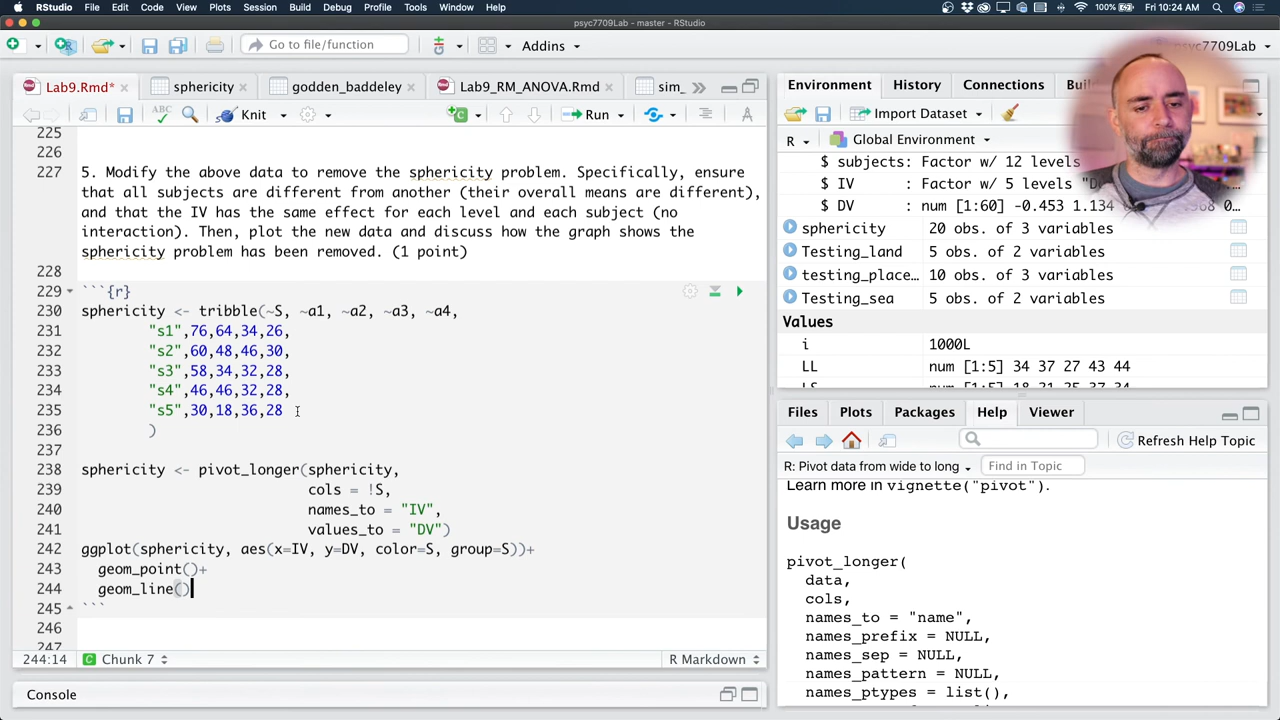 RStudio File Edit Code View Plots Session Build Debug Profile Tools Window Help 100% Fri 10:24 AM
psyc7709Lab - master - RStudio
Go to file/function Addins
Lab9.Rmd* sphericity godden_baddeley Lab9_RM_ANOVA.Rmd sim_
Knit Run
225
226
227 5. Modify the above data to remove the sphericity problem. Specifically, ensure
that all subjects are different from another (their overall means are different),
and that the IV has the same effect for each level and each subject (no
interaction). Then, plot the new data and discuss how the graph shows the
sphericity problem has been removed. (1 point)
228
229 ```{r}
230 sphericity <- tribble(~S, ~a1, ~a2, ~a3, ~a4,
231 "s1",76,64,34,26,
232 "s2",60,48,46,30,
233 "s3",58,34,32,28,
234 "s4",46,46,32,28,
235 "s5",30,18,36,28
236 )
237
238 sphericity <- pivot_longer(sphericity,
239 cols = !S,
240 names_to = "IV",
241 values_to = "DV")
242 ggplot(sphericity, aes(x=IV, y=DV, color=S, group=S))+
243 geom_point()+
244 geom_line()
245 ```
246
247
244:14 Chunk 7 R Markdown
Console
Environment History Connections
Import Dataset
R Global Environment
$ subjects: Factor w/ 12 levels
$ IV : Factor w/ 5 levels
$ DV : num [1:60] -0.453 1.134
sphericity 20 obs. of 3 variables
Testing_land 5 obs. of 2 variables
testing_place… 10 obs. of 3 variables
Testing_sea 5 obs. of 2 variables
Values
i 1000L
LL num [1:5] 34 37 27 43 44
Files Plots Packages Help Viewer
Refresh Help Topic
R: Pivot data from wide to long Find in Topic
Learn more in vignette("pivot").
Usage
pivot_longer(
data,
cols,
names_to = "name",
names_prefix = NULL,
names_sep = NULL,
names_pattern = NULL,
names_ptypes = list(),